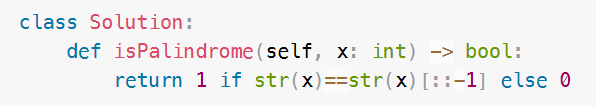 class Solution:
    def isPalindrome(self, x: int) -> bool:
        return 1 if str(x)==str(x)[::-1] else 0